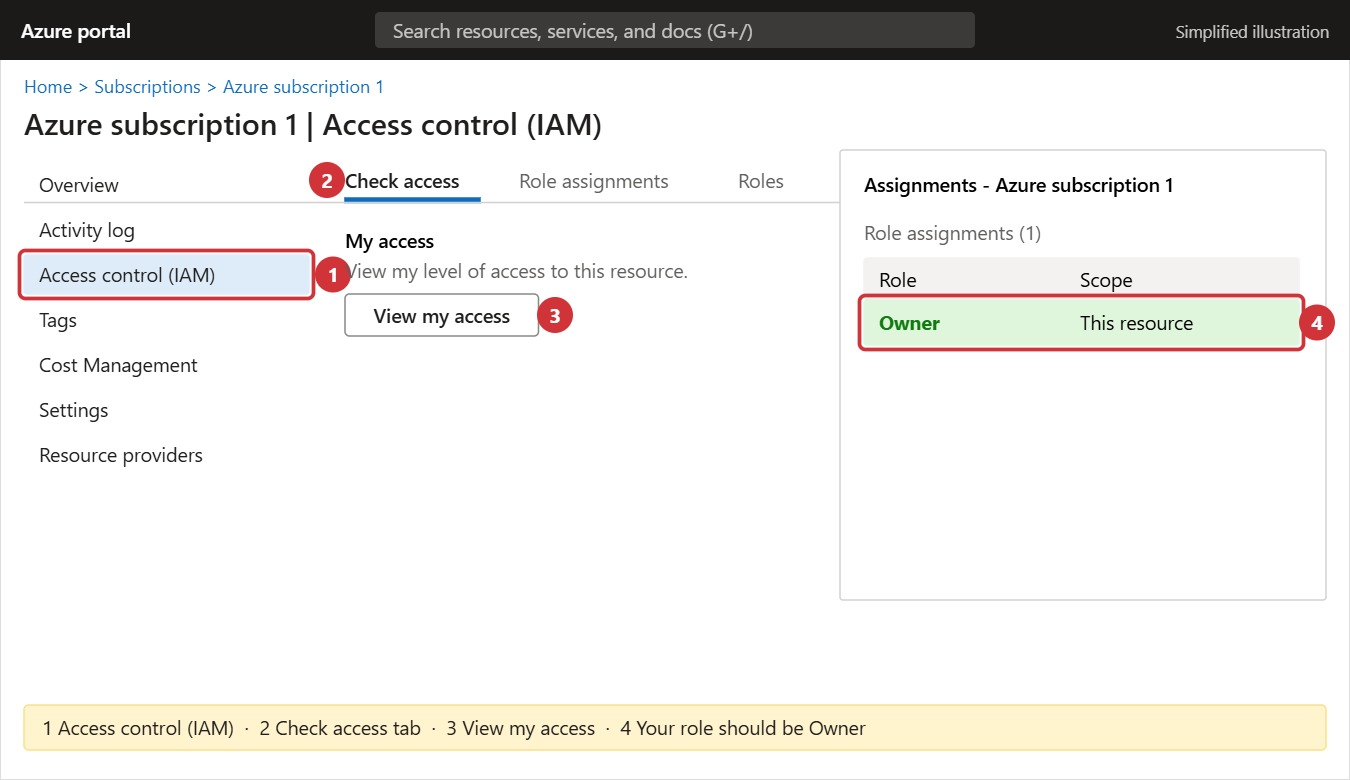 Azure portal
Search resources, services, and docs (G+/)
Simplified illustration
Home > Subscriptions > Azure subscription 1
Azure subscription 1 | Access control (IAM)
Overview
Activity log
Access control (IAM)
1
Tags
Cost Management
Settings
Resource providers
2
Check access
Role assignments
Roles
My access
View my level of access to this resource.
View my access
3
Assignments - Azure subscription 1
Role assignments (1)
Role Scope
Owner This resource
4
1 Access control (IAM) · 2 Check access tab · 3 View my access · 4 Your role should be Owner